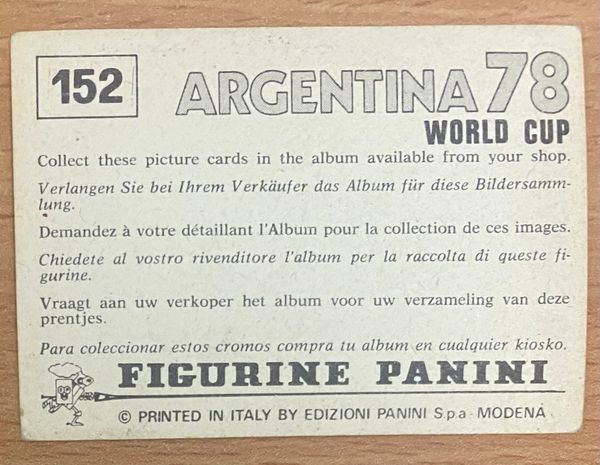 152
ARGENTINA 78
WORLD CUP
Collect these picture cards in the album available from your shop.
Verlangen Sie bei Ihrem Verkäufer das Album für diese Bildersamm-
lung.
Demandez à votre détaillant l'Album pour la collection de ces images.
Chiedete al vostro rivenditore l'album per la raccolta di queste fi-
gurine.
Vraagt aan uw verkoper het album voor uw verzameling van deze
prentjes.
Para coleccionar estos cromos compra tu album en cualquier kiosko.
FIGURINE PANINI
© PRINTED IN ITALY BY EDIZIONI PANINI S.p.a - MODENA